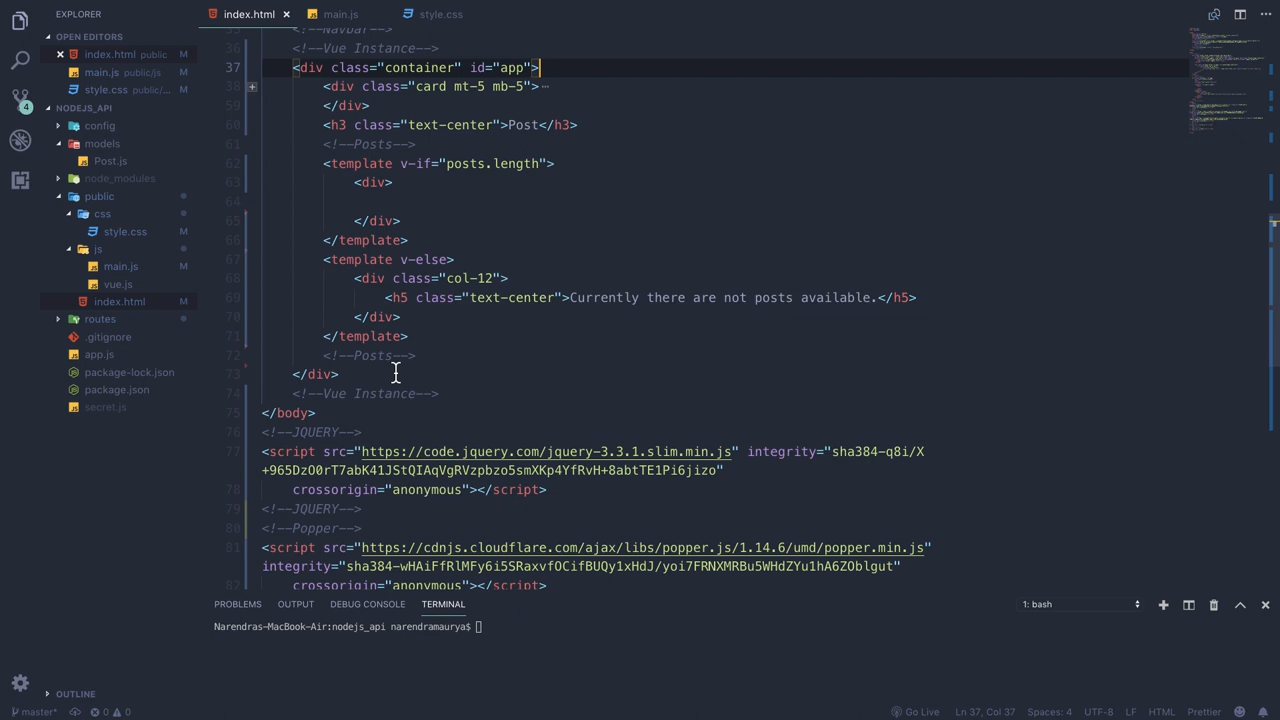 EXPLORER
index.html ×
main.js
style.css
OPEN EDITORS
index.html public M
main.js public/js M
style.css public/... M
NODEJS_API
config
models
Post.js
node_modules
public
css
style.css M
js
main.js M
vue.js
index.html M
routes
.gitignore
app.js
package-lock.json
package.json
secret.js
OUTLINE
4
35 <!--Navbar-->
36 <!--Vue Instance-->
37 <div class="container" id="app">
38 <div class="card mt-5 mb-5">…
59 </div>
60 <h3 class="text-center">Post</h3>
61 <!--Posts-->
62 <template v-if="posts.length">
63 <div>
64
65 </div>
66 </template>
67 <template v-else>
68 <div class="col-12">
69 <h5 class="text-center">Currently there are not posts available.</h5>
70 </div>
71 </template>
72 <!--Posts-->
73 </div>
74 <!--Vue Instance-->
75 </body>
76 <!--JQUERY-->
77 <script src="https://code.jquery.com/jquery-3.3.1.slim.min.js" integrity="sha384-q8i/X
+965DzO0rT7abK41JStQIAqVgRVzpbzo5smXKp4YfRvH+8abtTE1Pi6jizo"
78 crossorigin="anonymous"></script>
79 <!--JQUERY-->
80 <!--Popper-->
81 <script src="https://cdnjs.cloudflare.com/ajax/libs/popper.js/1.14.6/umd/popper.min.js"
integrity="sha384-wHAiFfRlMFy6i5SRaxvfOCifBUQy1xHdJ/yoi7FRNXMRBu5WHdZYu1hA6ZOblgut"
82 crossorigin="anonymous"></script>
PROBLEMS OUTPUT DEBUG CONSOLE TERMINAL
1: bash
Narendras-MacBook-Air:nodejs_api narendramaurya$
master* 0 0
Go Live Ln 37, Col 37 Spaces: 4 UTF-8 LF HTML Prettier